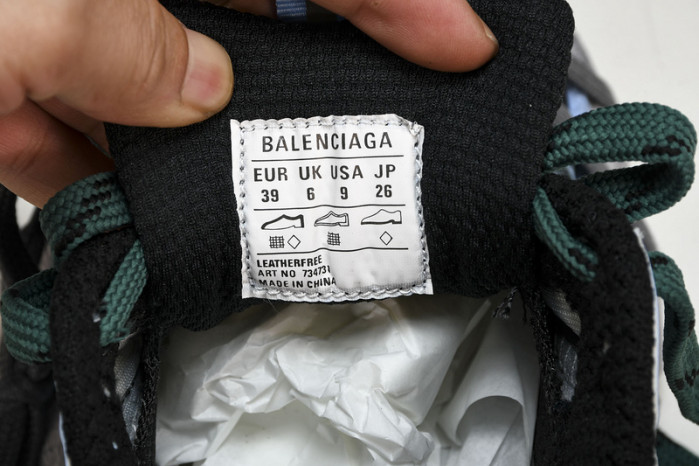 BALENCIAGA
EUR UK USA JP
39 6 9 26
LEATHERFREE
ART NO 73473
MADE IN CHINA